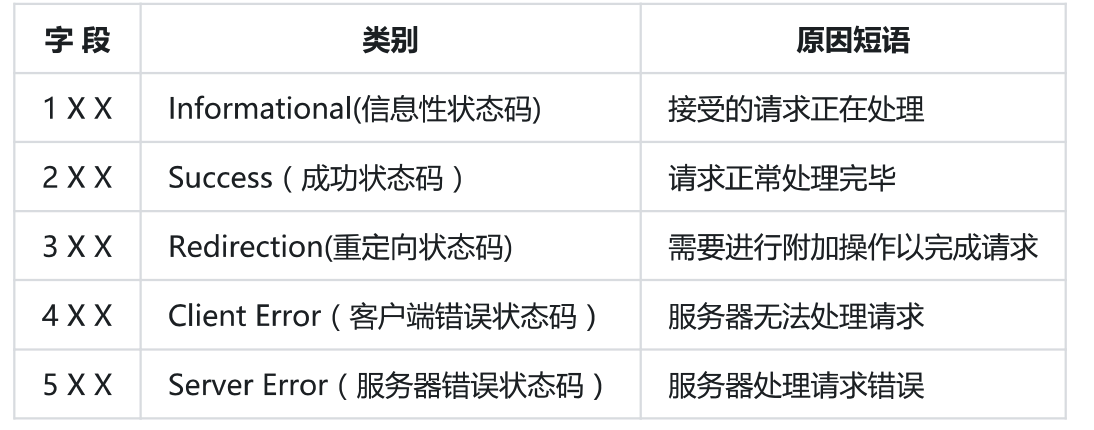 字 段 类别 原因短语
1 X X Informational(信息性状态码) 接受的请求正在处理
2 X X Success（成功状态码） 请求正常处理完毕
3 X X Redirection(重定向状态码) 需要进行附加操作以完成请求
4 X X Client Error（客户端错误状态码） 服务器无法处理请求
5 X X Server Error（服务器错误状态码） 服务器处理请求错误